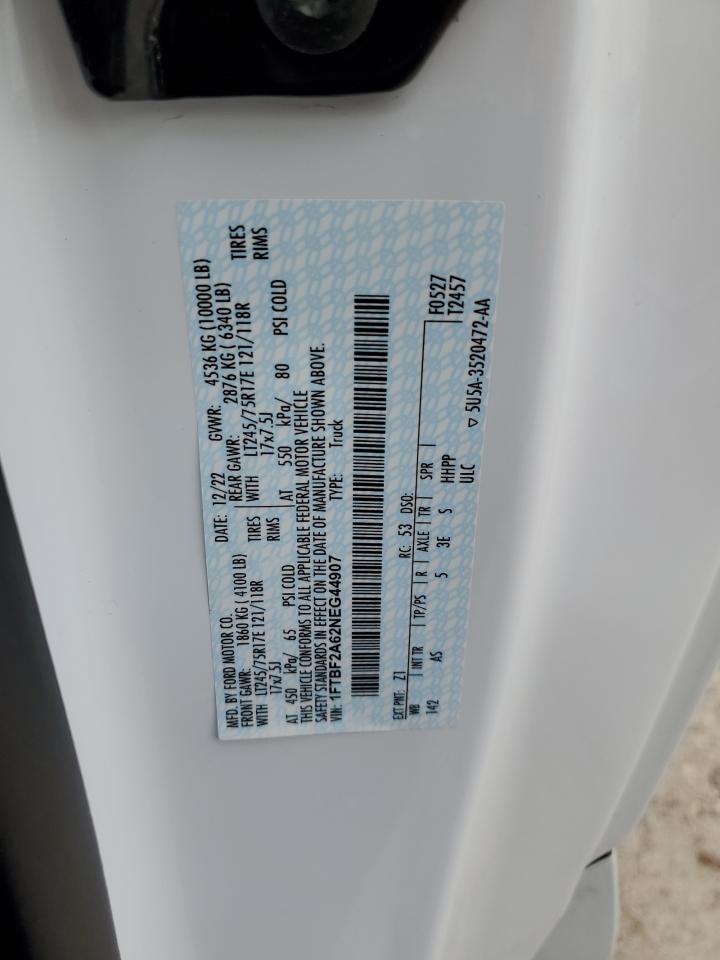 MFD. BY FORD MOTOR CO. DATE: 12/22 GVWR: 4536 KG (10000 LB)
FRONT GAWR: 1860 KG ( 4100 LB) REAR GAWR: 2876 KG ( 6340 LB)
WITH LT245/75R17E 121/118R TIRES WITH LT245/75R17E 121/118R TIRES
17x7.5J RIMS 17x7.5J RIMS
AT 450 kPa/ 65 PSI COLD AT 550 kPa/ 80 PSI COLD
THIS VEHICLE CONFORMS TO ALL APPLICABLE FEDERAL MOTOR VEHICLE
SAFETY STANDARDS IN EFFECT ON THE DATE OF MANUFACTURE SHOWN ABOVE.
VIN: 1FTBF2A62NEG44907 TYPE: Truck
EXT PNT: Z1 RC: 53 DSO: F0527
WB INT TR TP/PS R AXLE TR SPR T2457
142 AS 5 3E S HHPP
ULC ▽ 5U5A-3520472-AA